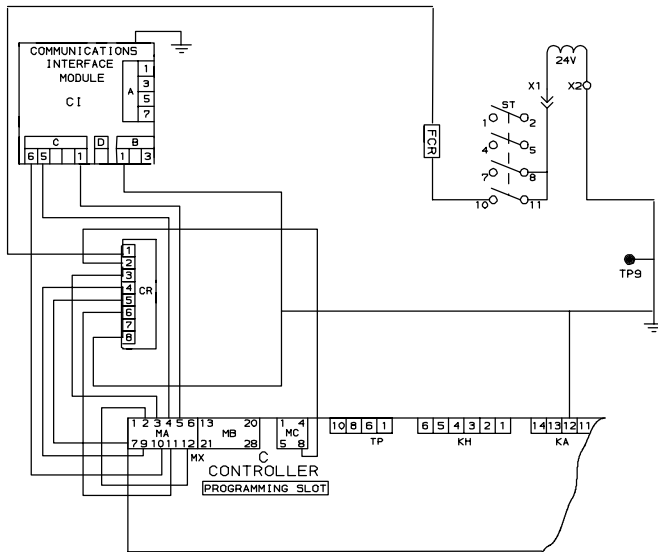 COMMUNICATIONS
INTERFACE
MODULE
CI
A
1
3
5
7
C
D
B
6 5 1
1 3
FCR
24V
X1 X2
ST
1 2
4 5
7 8
10 11
TP9
1
2
3
4
5
6
7
8
CR
1 2 3 4 5 6 13 20
MA MB
7 9 10 11 12 21 28
1 4
MC
5 8
10 8 6 1
TP
6 5 4 3 2 1
KH
14 13 12 11
KA
MX
C
CONTROLLER
PROGRAMMING SLOT